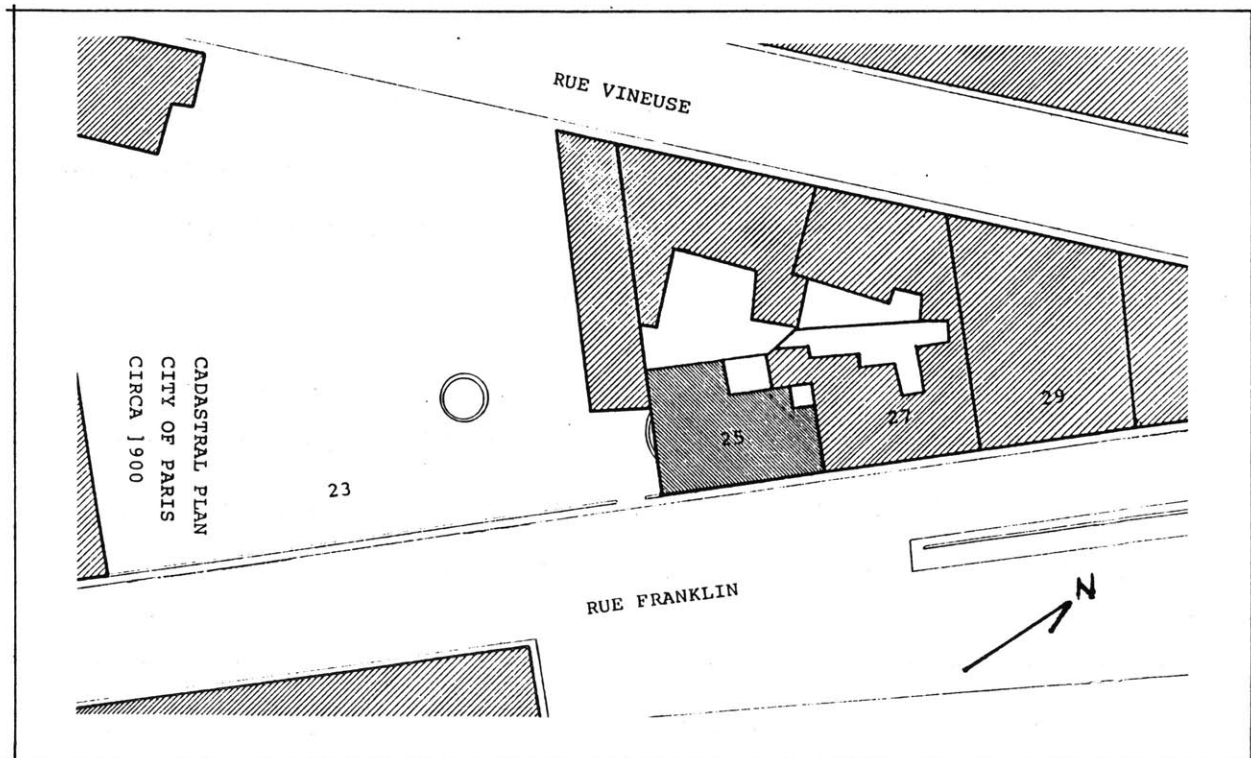 RUE VINEUSE
CADASTRAL PLAN
CITY OF PARIS
CIRCA 1900
23
25
27
29
RUE FRANKLIN
N